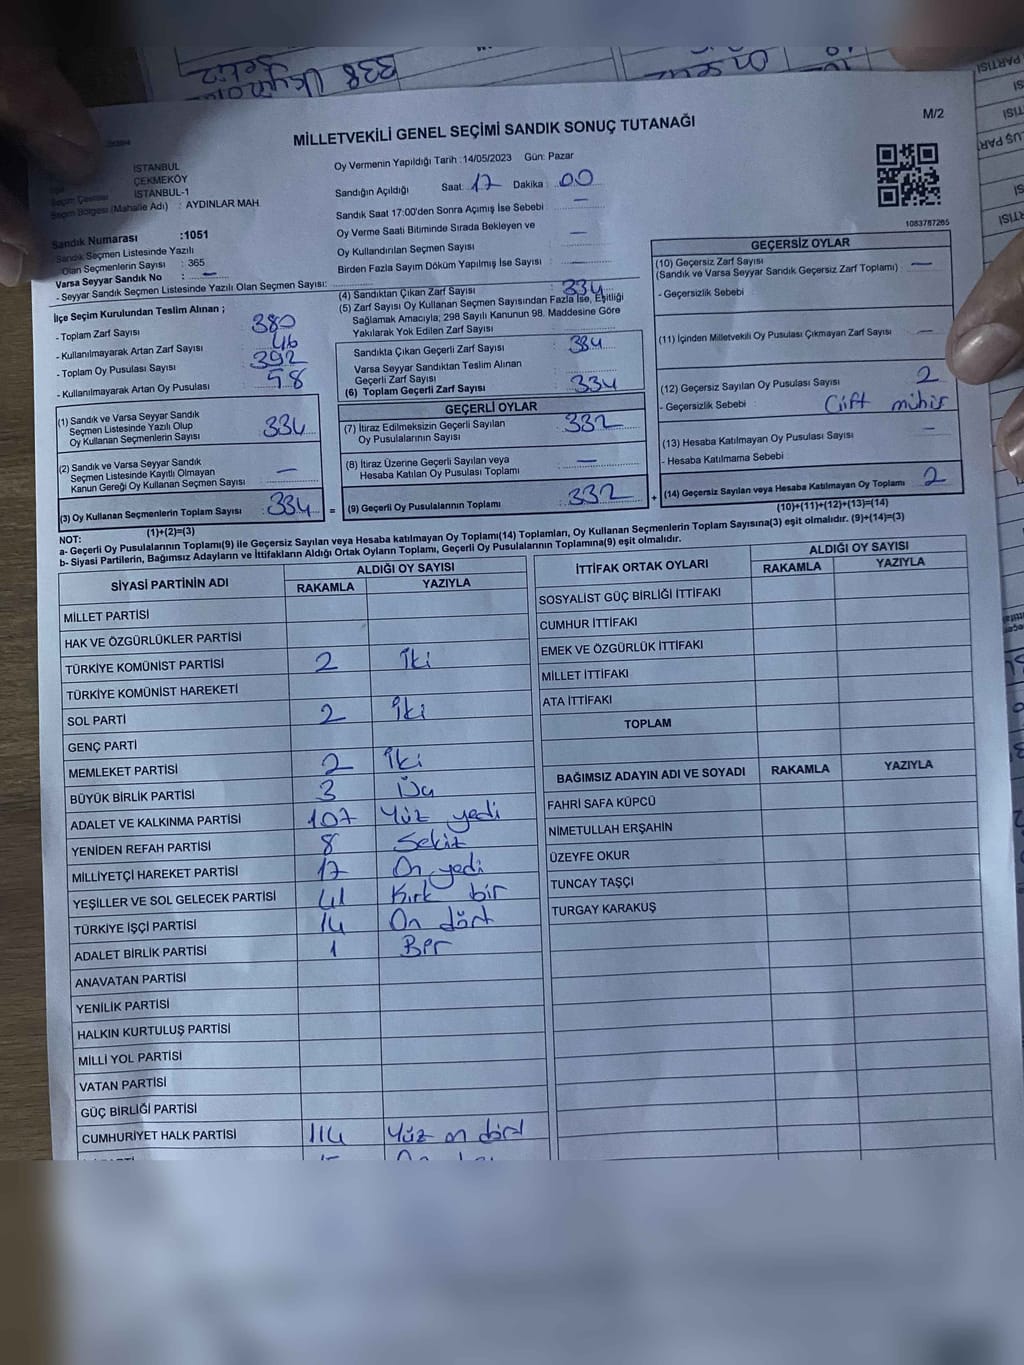 M/2
MİLLETVEKİLİ GENEL SEÇİMİ SANDIK SONUÇ TUTANAĞI
İSTANBUL
ÇEKMEKÖY
Seçim Çevresi İSTANBUL-1
Seçim Bölgesi (Mahalle Adı) : AYDINLAR MAH
Sandık Numarası :1051
Sandık Seçmen Listesinde Yazılı
Olan Seçmenlerin Sayısı : 365
Varsa Seyyar Sandık No : —
- Seyyar Sandık Seçmen Listesinde Yazılı Olan Seçmen Sayısı:
Oy Vermenin Yapıldığı Tarih :14/05/2023 Gün: Pazar
Sandığın Açıldığı Saat 17 Dakika : 00
Sandık Saat 17:00'den Sonra Açımış İse Sebebi : —
Oy Verme Saati Bitiminde Sırada Bekleyen ve
Oy Kullandırılan Seçmen Sayısı : —
Birden Fazla Sayım Döküm Yapılmış İse Sayısı : —
1083787265
İlçe Seçim Kurulundan Teslim Alınan ;
- Toplam Zarf Sayısı : 380
- Kullanılmayarak Artan Zarf Sayısı : 46
- Toplam Oy Pusulası Sayısı : 392
- Kullanılmayarak Artan Oy Pusulası : 58
(1) Sandık ve Varsa Seyyar Sandık
Seçmen Listesinde Yazılı Olup
Oy Kullanan Seçmenlerin Sayısı : 334
(2) Sandık ve Varsa Seyyar Sandık
Seçmen Listesinde Kayıtlı Olmayan
Kanun Gereği Oy Kullanan Seçmen Sayısı : —
(3) Oy Kullanan Seçmenlerin Toplam Sayısı : 334
(1)+(2)=(3)
(4) Sandıktan Çıkan Zarf Sayısı : 334
(5) Zarf Sayısı Oy Kullanan Seçmen Sayısından Fazla İse, Eşitliği
Sağlamak Amacıyla, 298 Sayılı Kanunun 98. Maddesine Göre
Yakılarak Yok Edilen Zarf Sayısı :
Sandıkta Çıkan Geçerli Zarf Sayısı : 334
Varsa Seyyar Sandıktan Teslim Alınan
Geçerli Zarf Sayısı :
(6) Toplam Geçerli Zarf Sayısı : 334
GEÇERLİ OYLAR
(7) İtiraz Edilmeksizin Geçerli Sayılan
Oy Pusulalarının Sayısı : 332
(8) İtiraz Üzerine Geçerli Sayılan veya
Hesaba Katılan Oy Pusulası Toplamı : —
= (9) Geçerli Oy Pusulalarının Toplamı : 332
GEÇERSİZ OYLAR
(10) Geçersiz Zarf Sayısı
(Sandık ve Varsa Seyyar Sandık Geçersiz Zarf Toplamı) : —
- Geçersizlik Sebebi :
(11) İçinden Milletvekili Oy Pusulası Çıkmayan Zarf Sayısı : —
(12) Geçersiz Sayılan Oy Pusulası Sayısı : 2
- Geçersizlik Sebebi : Çift mühür
(13) Hesaba Katılmayan Oy Pusulası Sayısı : —
- Hesaba Katılmama Sebebi :
+ (14) Geçersiz Sayılan veya Hesaba Katılmayan Oy Toplamı : 2
(10)+(11)+(12)+(13)=(14)
NOT:
a- Geçerli Oy Pusulalarının Toplamı(9) ile Geçersiz Sayılan veya Hesaba katılmayan Oy Toplamı(14) Toplamları, Oy Kullanan Seçmenlerin Toplam Sayısına(3) eşit olmalıdır. (9)+(14)=(3)
b- Siyasi Partilerin, Bağımsız Adayların ve İttifakların Aldığı Ortak Oyların Toplamı, Geçerli Oy Pusulalarının Toplamına(9) eşit olmalıdır.
SİYASİ PARTİNİN ADI ALDIĞI OY SAYISI
RAKAMLA YAZIYLA
MİLLET PARTİSİ
HAK VE ÖZGÜRLÜKLER PARTİSİ
TÜRKİYE KOMÜNİST PARTİSİ 2 İki
TÜRKİYE KOMÜNİST HAREKETİ
SOL PARTİ 2 İki
GENÇ PARTİ
MEMLEKET PARTİSİ 2 İki
BÜYÜK BİRLİK PARTİSİ 3 Üç
ADALET VE KALKINMA PARTİSİ 107 Yüz yedi
YENİDEN REFAH PARTİSİ 8 Sekiz
MİLLİYETÇİ HAREKET PARTİSİ 17 On yedi
YEŞİLLER VE SOL GELECEK PARTİSİ 41 Kırk bir
TÜRKİYE İŞÇİ PARTİSİ 14 On dört
ADALET BİRLİK PARTİSİ 1 Bir
ANAVATAN PARTİSİ
YENİLİK PARTİSİ
HALKIN KURTULUŞ PARTİSİ
MİLLİ YOL PARTİSİ
VATAN PARTİSİ
GÜÇ BİRLİĞİ PARTİSİ
CUMHURİYET HALK PARTİSİ 114 Yüz on dört
İTTİFAK ORTAK OYLARI ALDIĞI OY SAYISI
RAKAMLA YAZIYLA
SOSYALİST GÜÇ BİRLİĞİ İTTİFAKI
CUMHUR İTTİFAKI
EMEK VE ÖZGÜRLÜK İTTİFAKI
MİLLET İTTİFAKI
ATA İTTİFAKI
TOPLAM
BAĞIMSIZ ADAYIN ADI VE SOYADI RAKAMLA YAZIYLA
FAHRİ SAFA KÜPCÜ
NİMETULLAH ERŞAHİN
ÜZEYFE OKUR
TUNCAY TAŞÇI
TURGAY KARAKUŞ